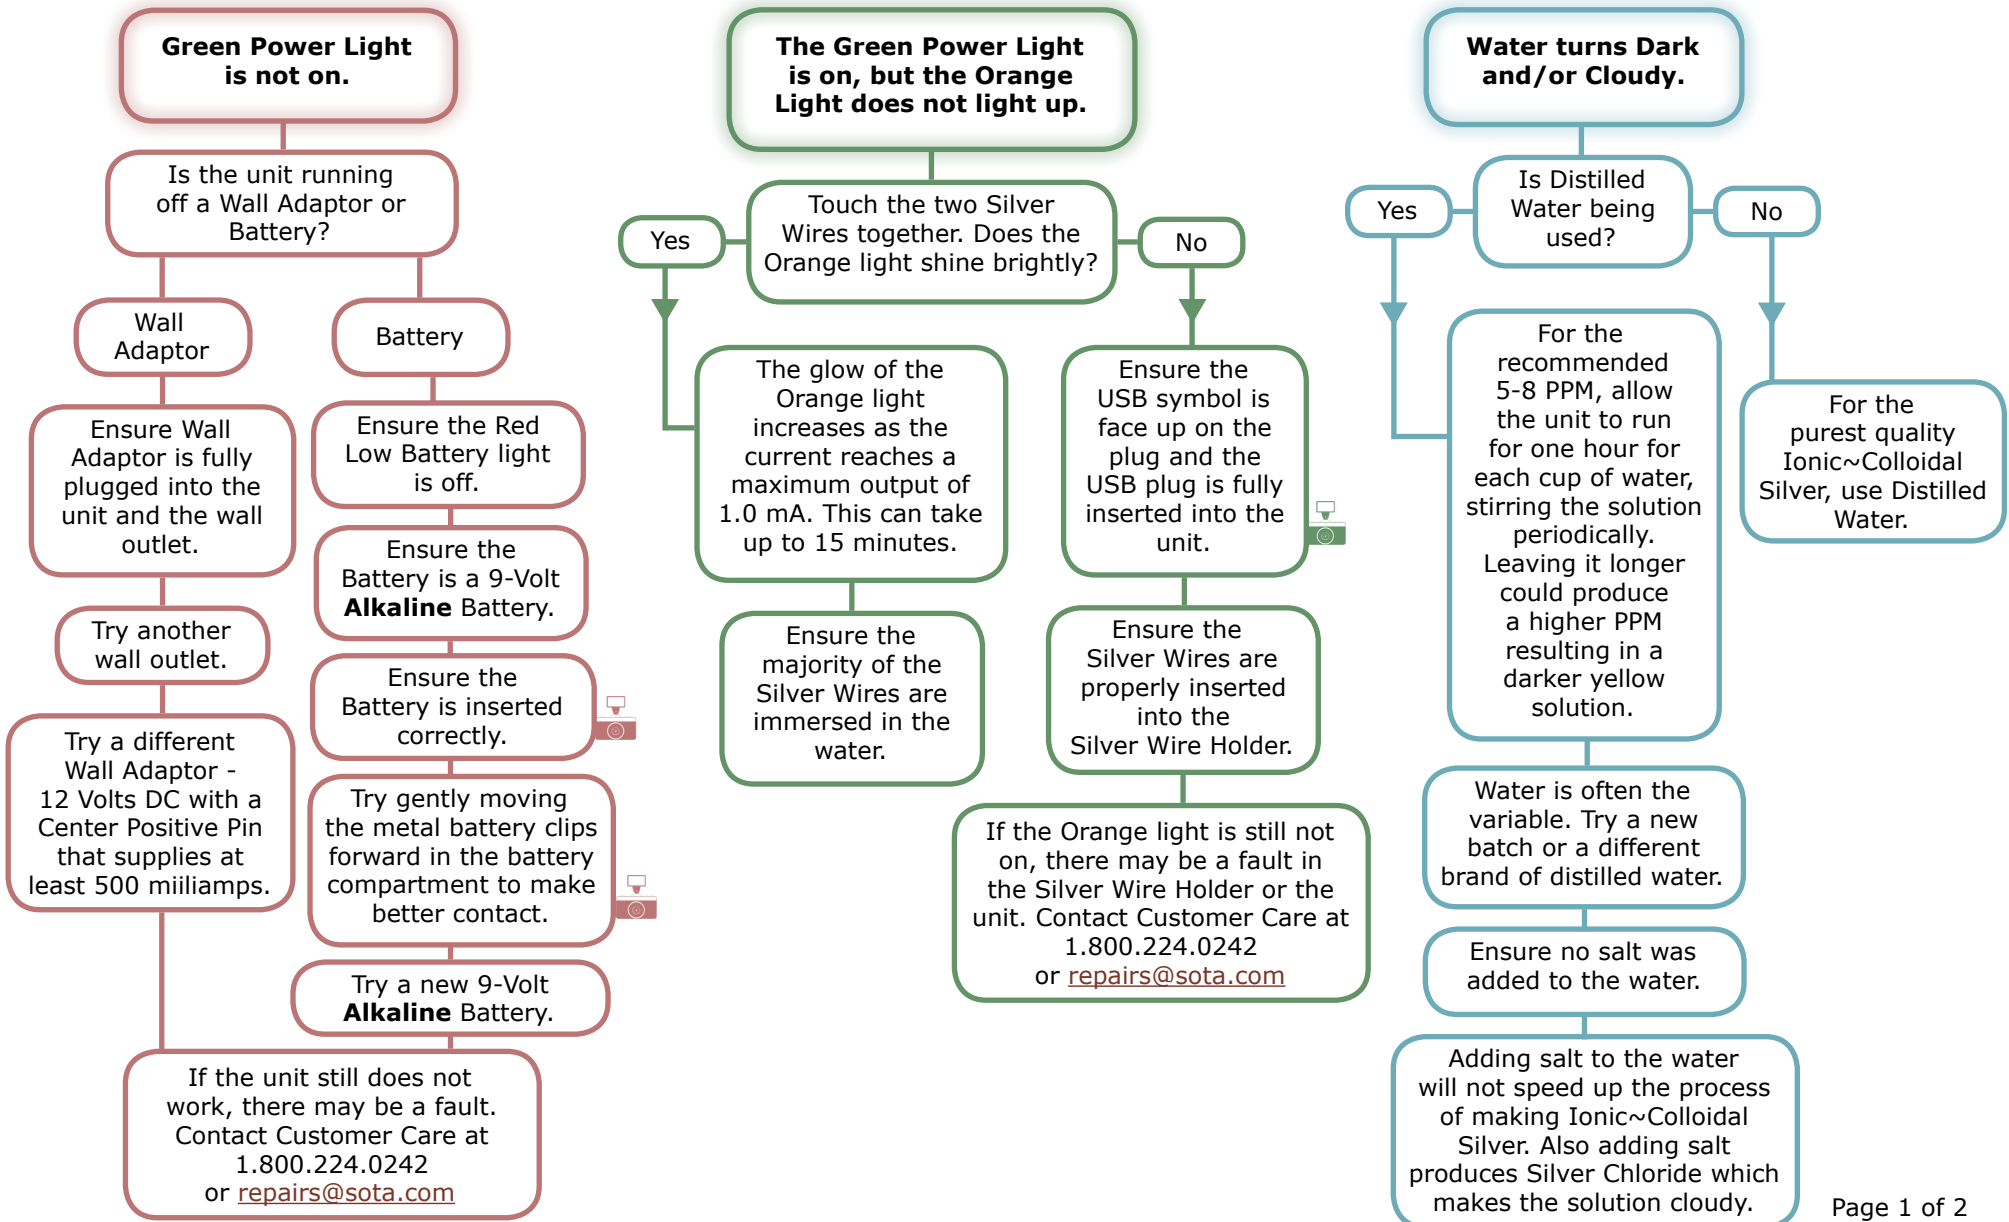 Green Power Light
is not on.
Is the unit running
off a Wall Adaptor or
Battery?
Wall
Adaptor
Ensure Wall
Adaptor is fully
plugged into the
unit and the wall
outlet.
Try another
wall outlet.
Try a different
Wall Adaptor -
12 Volts DC with a
Center Positive Pin
that supplies at
least 500 miiliamps.
Battery
Ensure the Red
Low Battery light
is off.
Ensure the
Battery is a 9-Volt
Alkaline Battery.
Ensure the
Battery is inserted
correctly.
Try gently moving
the metal battery clips
forward in the battery
compartment to make
better contact.
Try a new 9-Volt
Alkaline Battery.
If the unit still does not
work, there may be a fault.
Contact Customer Care at
1.800.224.0242
or repairs@sota.com
The Green Power Light
is on, but the Orange
Light does not light up.
Touch the two Silver
Wires together. Does the
Orange light shine brightly?
Yes
The glow of the
Orange light
increases as the
current reaches a
maximum output of
1.0 mA. This can take
up to 15 minutes.
Ensure the
majority of the
Silver Wires are
immersed in the
water.
No
Ensure the
USB symbol is
face up on the
plug and the
USB plug is fully
inserted into the
unit.
Ensure the
Silver Wires are
properly inserted
into the
Silver Wire Holder.
If the Orange light is still not
on, there may be a fault in
the Silver Wire Holder or the
unit. Contact Customer Care at
1.800.224.0242
or repairs@sota.com
Water turns Dark
and/or Cloudy.
Is Distilled
Water being
used?
Yes
For the
recommended
5-8 PPM, allow
the unit to run
for one hour for
each cup of water,
stirring the solution
periodically.
Leaving it longer
could produce
a higher PPM
resulting in a
darker yellow
solution.
Water is often the
variable. Try a new
batch or a different
brand of distilled water.
Ensure no salt was
added to the water.
Adding salt to the water
will not speed up the process
of making Ionic~Colloidal
Silver. Also adding salt
produces Silver Chloride which
makes the solution cloudy.
No
For the
purest quality
Ionic~Colloidal
Silver, use Distilled
Water.
Page 1 of 2